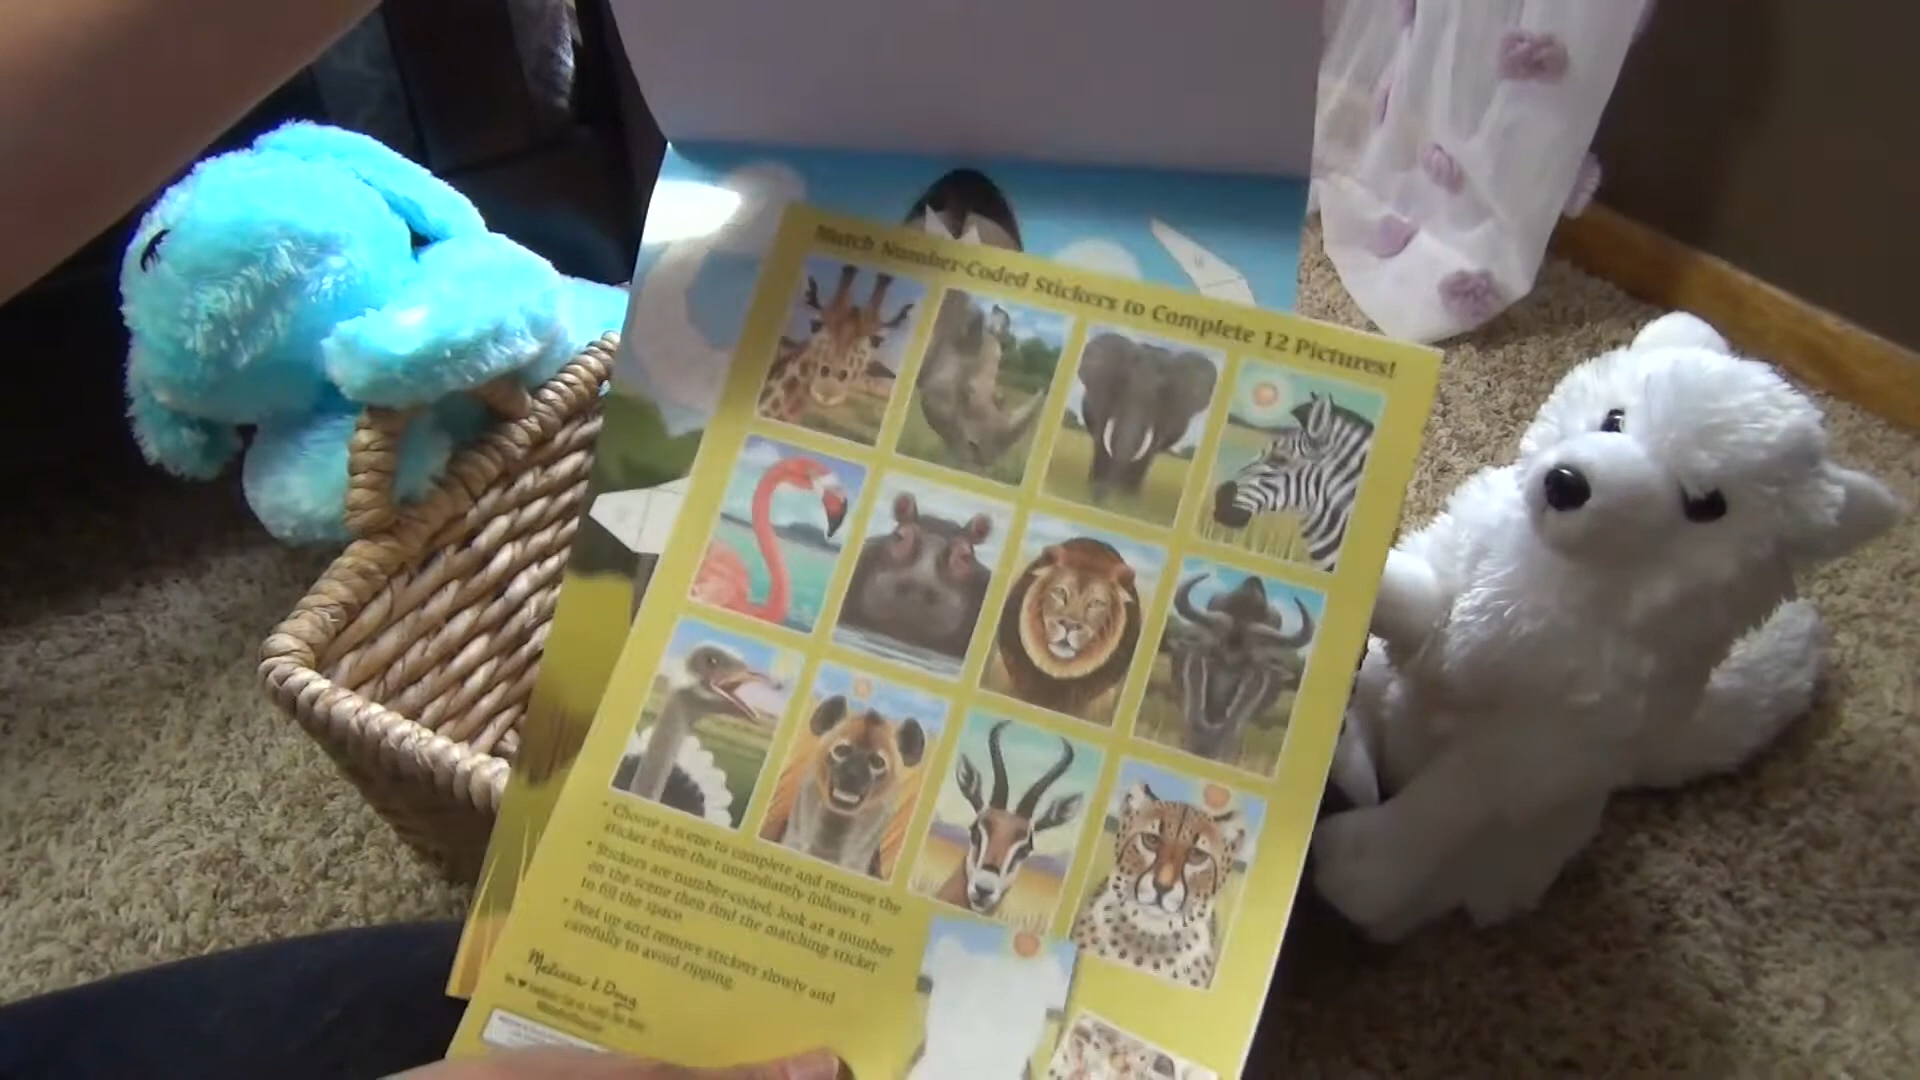 Match Number-Coded Stickers to Complete 12 Pictures!
• Choose a scene to complete and remove the
sticker sheet that immediately follows it.
• Stickers are number-coded, look at a number
on the scene then find the matching sticker
to fill the space.
• Peel up and remove stickers slowly and
carefully to avoid ripping.
Melissa & Doug